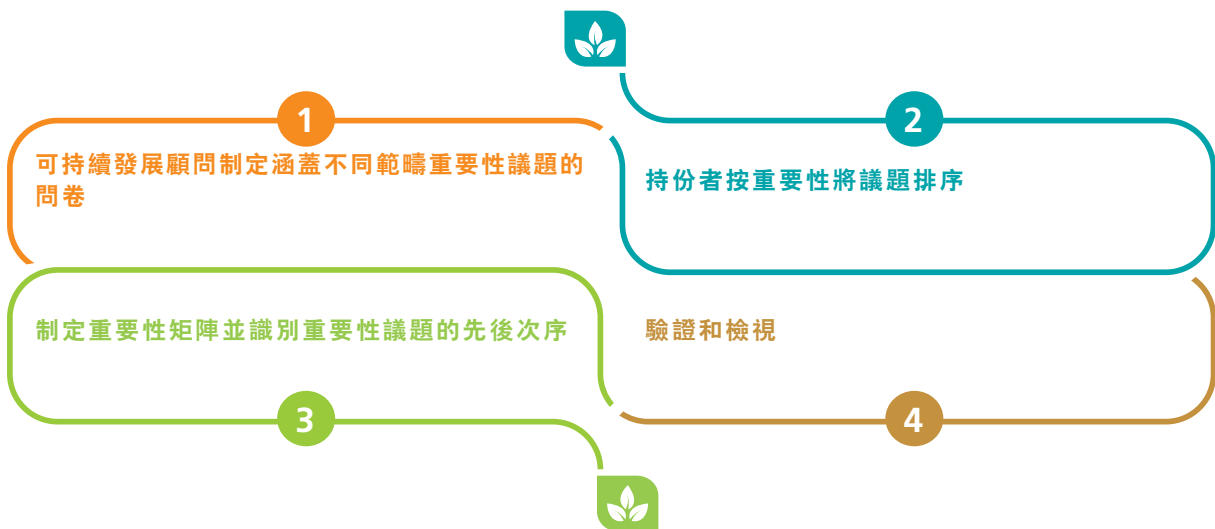 1
可持續發展顧問制定涵蓋不同範疇重要性議題的
問卷
2
持份者按重要性將議題排序
3
制定重要性矩陣並識別重要性議題的先後次序
4
驗證和檢視